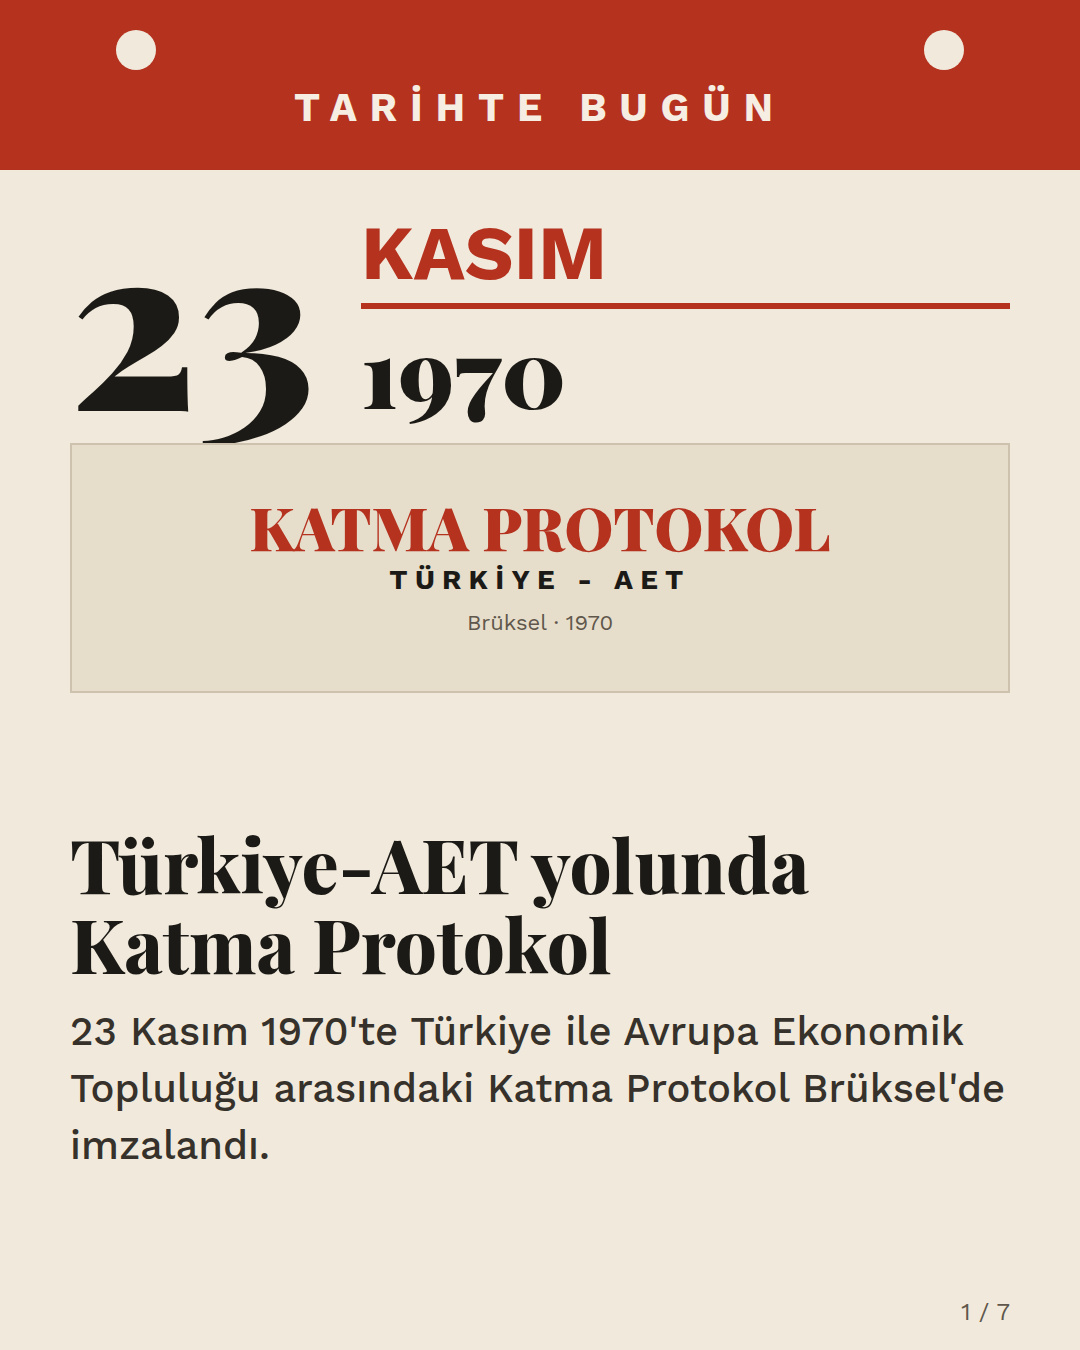 TARİHTE BUGÜN
23
KASIM
1970
KATMA PROTOKOL
TÜRKİYE - AET
Brüksel · 1970
Türkiye-AET yolunda
Katma Protokol
23 Kasım 1970'te Türkiye ile Avrupa Ekonomik
Topluluğu arasındaki Katma Protokol Brüksel'de
imzalandı.
1 / 7